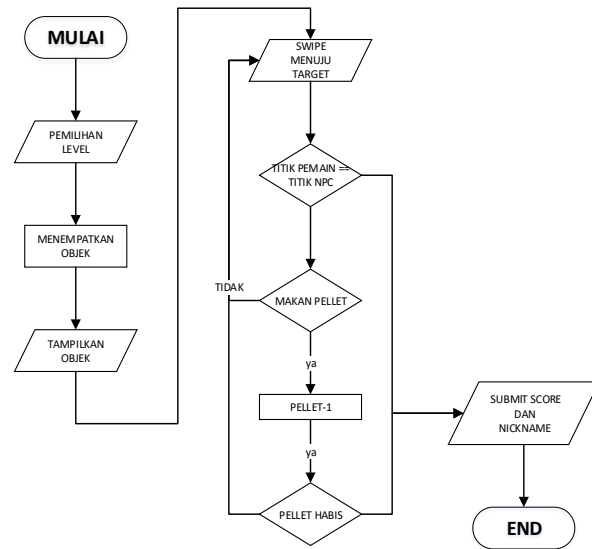 MULAI
PEMILIHAN
LEVEL
MENEMPATKAN
OBJEK
TAMPILKAN
OBJEK
SWIPE
MENUJU
TARGET
TITIK PEMAIN ==
TITIK NPC
TIDAK
MAKAN PELLET
ya
PELLET-1
ya
PELLET HABIS
SUBMIT SCORE
DAN
NICKNAME
END